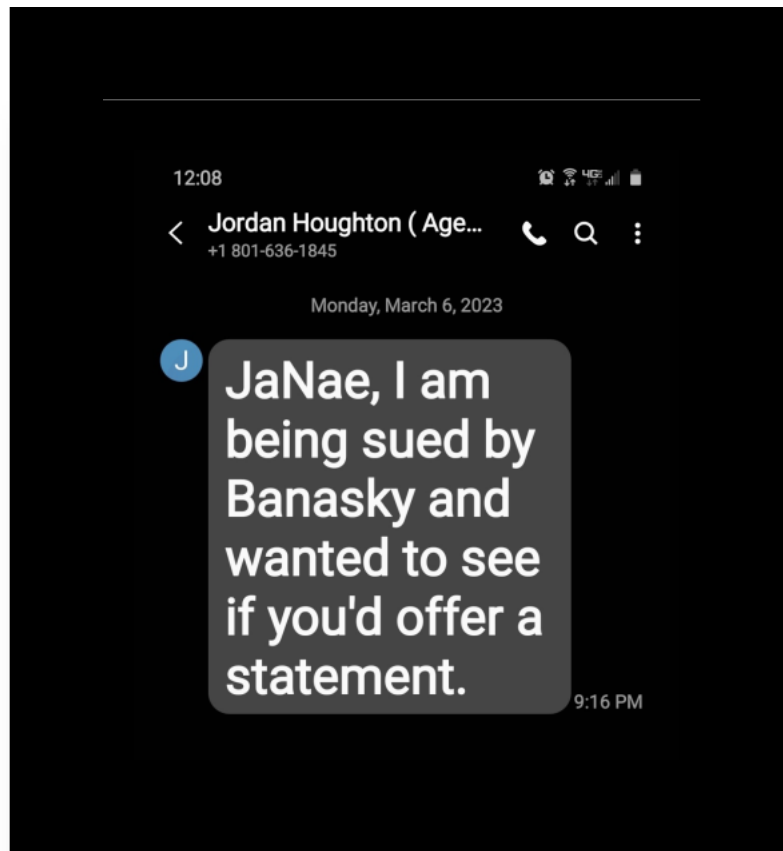 12:08
4GE
Jordan Houghton ( Age...
+1 801-636-1845
Monday, March 6, 2023
J
JaNae, I am
being sued by
Banasky and
wanted to see
if you'd offer a
statement.
9:16 PM